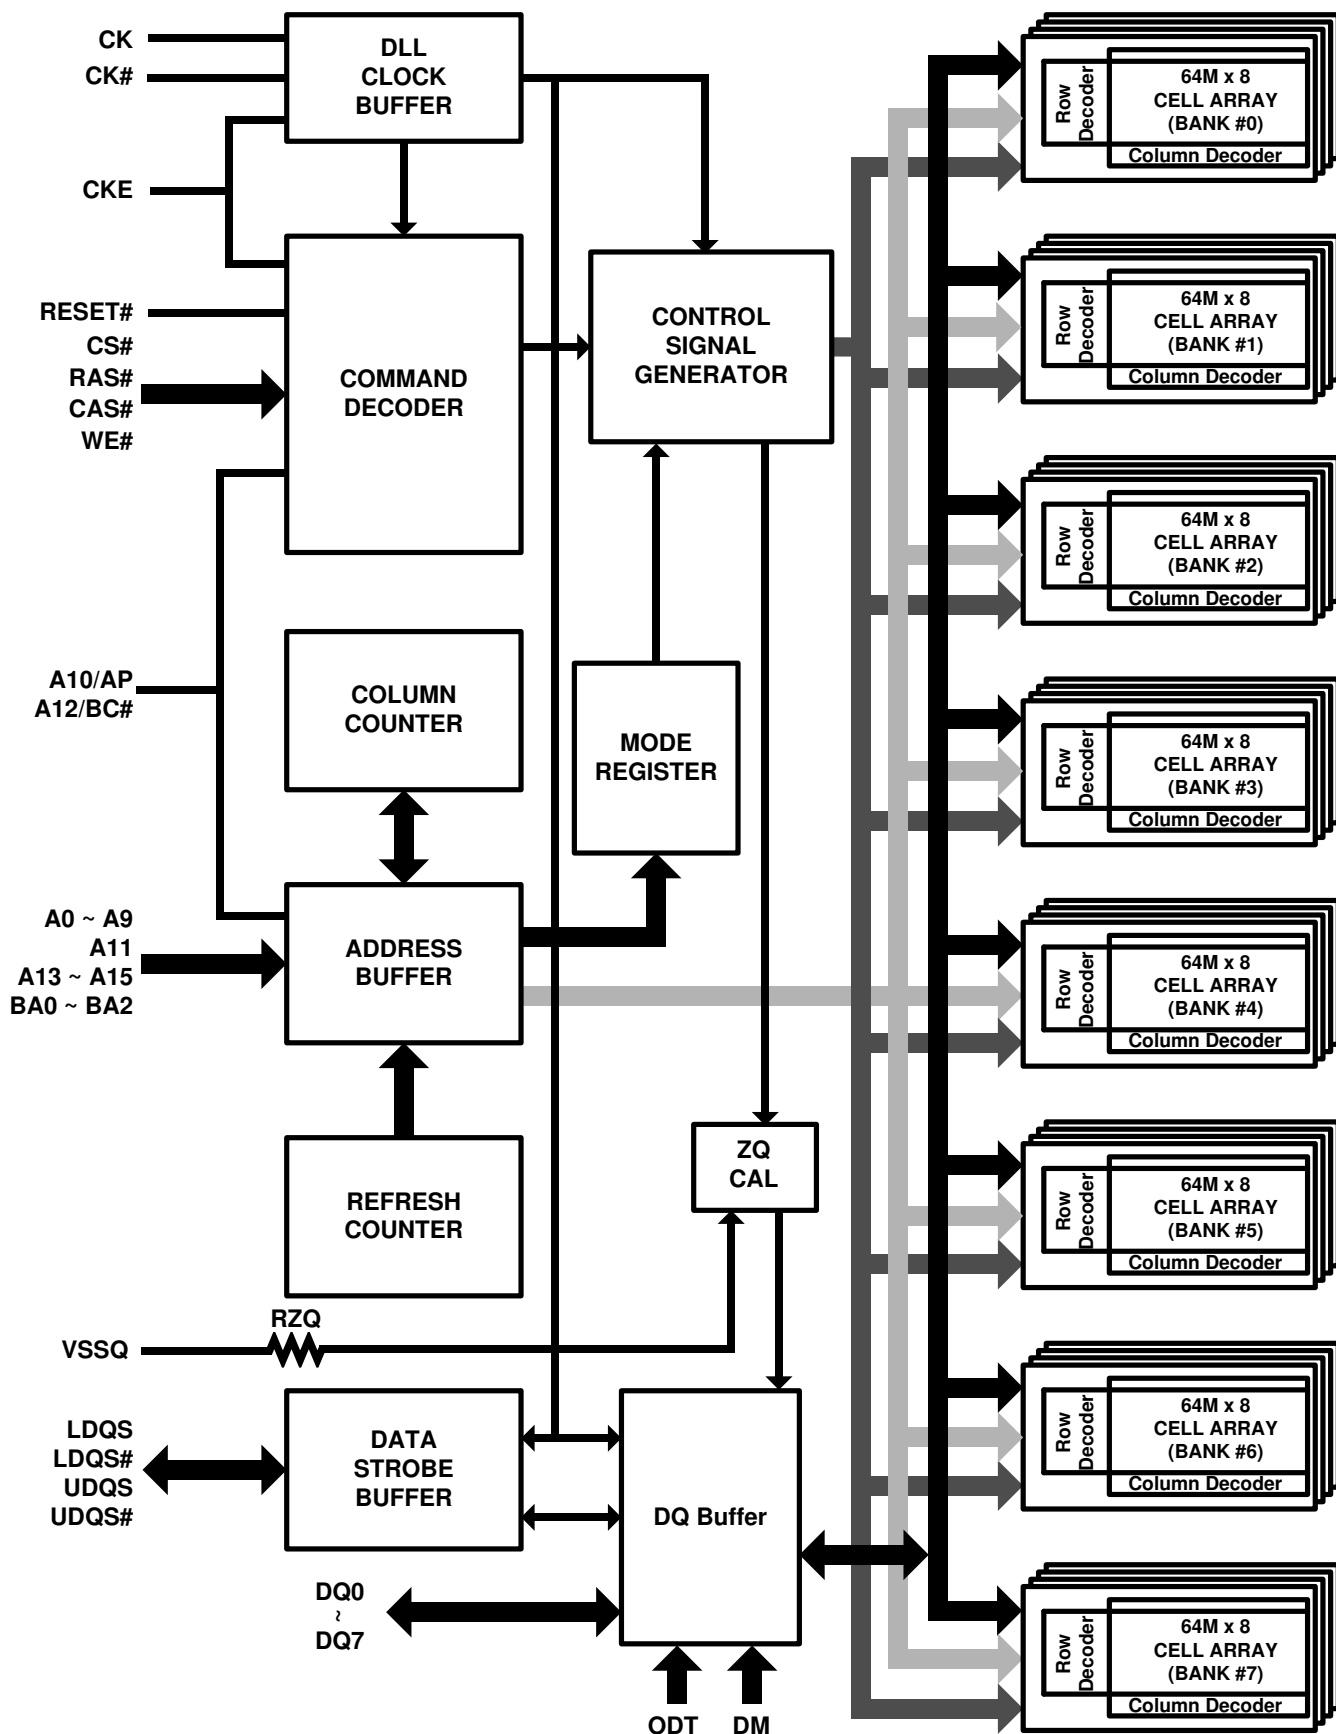 CK
CK#
CKE
RESET#
CS#
RAS#
CAS#
WE#
A10/AP
A12/BC#
A0 ~ A9
A11
A13 ~ A15
BA0 ~ BA2
VSSQ
RZQ
LDQS
LDQS#
UDQS
UDQS#
DQ0
~
DQ7
DLL
CLOCK
BUFFER
COMMAND
DECODER
COLUMN
COUNTER
ADDRESS
BUFFER
REFRESH
COUNTER
DATA
STROBE
BUFFER
CONTROL
SIGNAL
GENERATOR
MODE
REGISTER
ZQ
CAL
DQ Buffer
ODT
DM
Row
Decoder
64M x 8
CELL ARRAY
(BANK #0)
Column Decoder
Row
Decoder
64M x 8
CELL ARRAY
(BANK #1)
Column Decoder
Row
Decoder
64M x 8
CELL ARRAY
(BANK #2)
Column Decoder
Row
Decoder
64M x 8
CELL ARRAY
(BANK #3)
Column Decoder
Row
Decoder
64M x 8
CELL ARRAY
(BANK #4)
Column Decoder
Row
Decoder
64M x 8
CELL ARRAY
(BANK #5)
Column Decoder
Row
Decoder
64M x 8
CELL ARRAY
(BANK #6)
Column Decoder
Row
Decoder
64M x 8
CELL ARRAY
(BANK #7)
Column Decoder